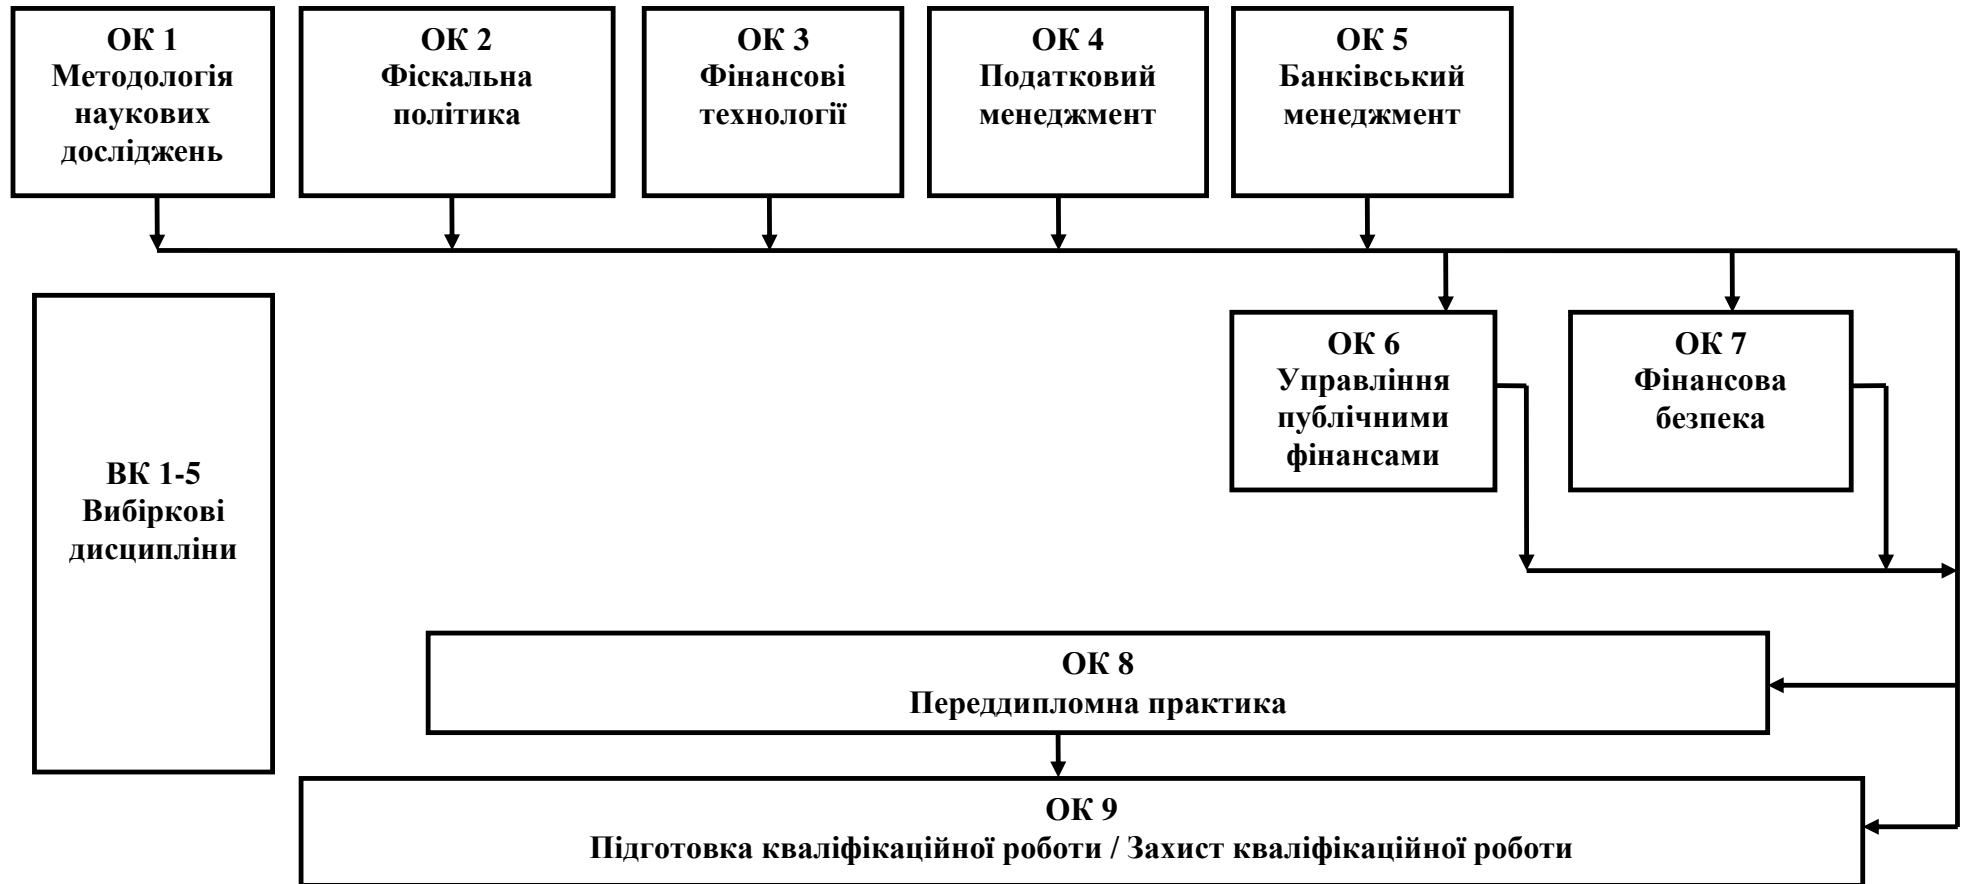 ОК 1
Методологія
наукових
досліджень
ОК 2
Фіскальна
політика
ОК 3
Фінансові
технології
ОК 4
Податковий
менеджмент
ОК 5
Банківський
менеджмент
ОК 6
Управління
публічними
фінансами
ОК 7
Фінансова
безпека
ВК 1-5
Вибіркові
дисципліни
ОК 8
Переддипломна практика
ОК 9
Підготовка кваліфікаційної роботи / Захист кваліфікаційної роботи